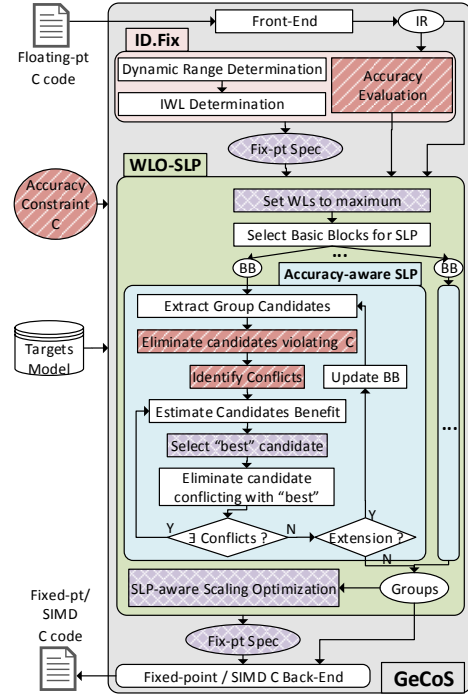 Front-End
IR
Floating-pt
C code
ID.Fix
Dynamic Range Determination
IWL Determination
Accuracy
Evaluation
Fix-pt Spec
WLO-SLP
Accuracy
Constraint
C
Set WLs to maximum
Select Basic Blocks for SLP
...
BB
BB
Accuracy-aware SLP
Extract Group Candidates
Eliminate candidates violating C
Targets
Model
Identify Conflicts
Update BB
Estimate Candidates Benefit
Select "best" candidate
...
Eliminate candidate
conflicting with "best"
Y
∃ Conflicts ?
N
Y
Extension ?
N
SLP-aware Scaling Optimization
Groups
Fixed-pt/
SIMD
C code
Fix-pt Spec
Fixed-point / SIMD C Back-End
GeCoS